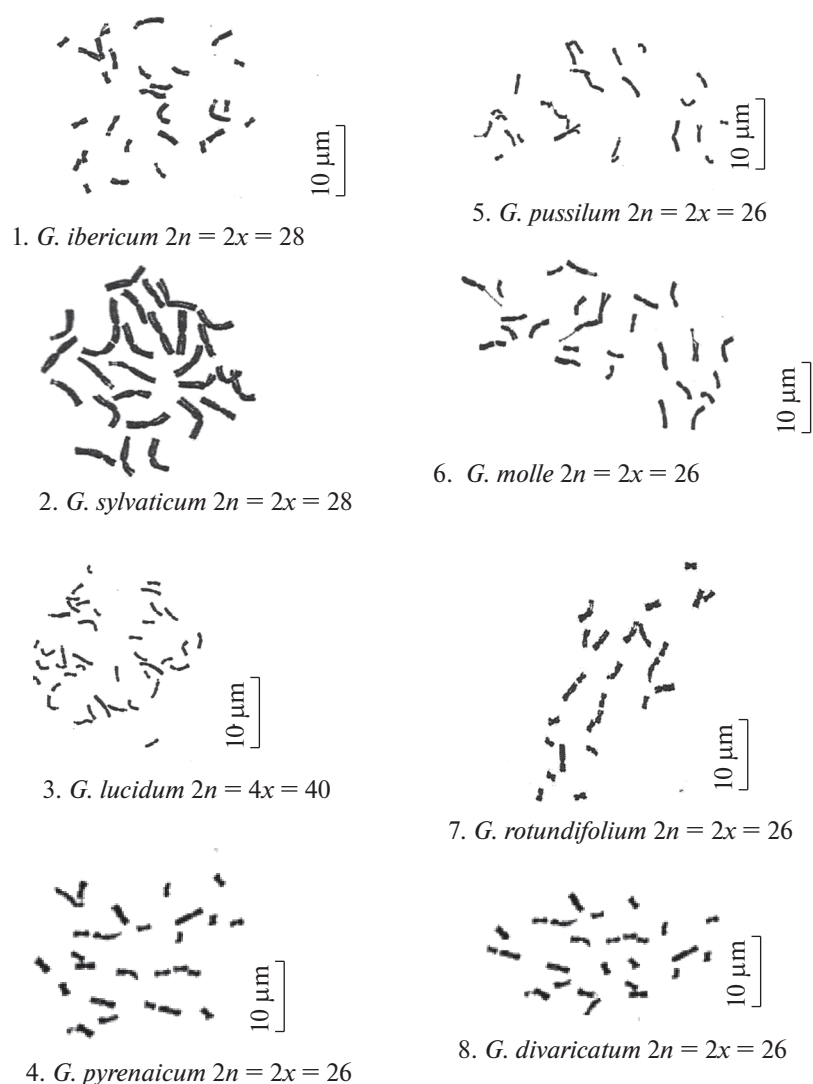 10 µm
1. G. ibericum 2n = 2x = 28
2. G. sylvaticum 2n = 2x = 28
10 µm
3. G. lucidum 2n = 4x = 40
10 µm
4. G. pyrenaicum 2n = 2x = 26
10 µm
5. G. pussilum 2n = 2x = 26
10 µm
6. G. molle 2n = 2x = 26
10 µm
7. G. rotundifolium 2n = 2x = 26
10 µm
8. G. divaricatum 2n = 2x = 26